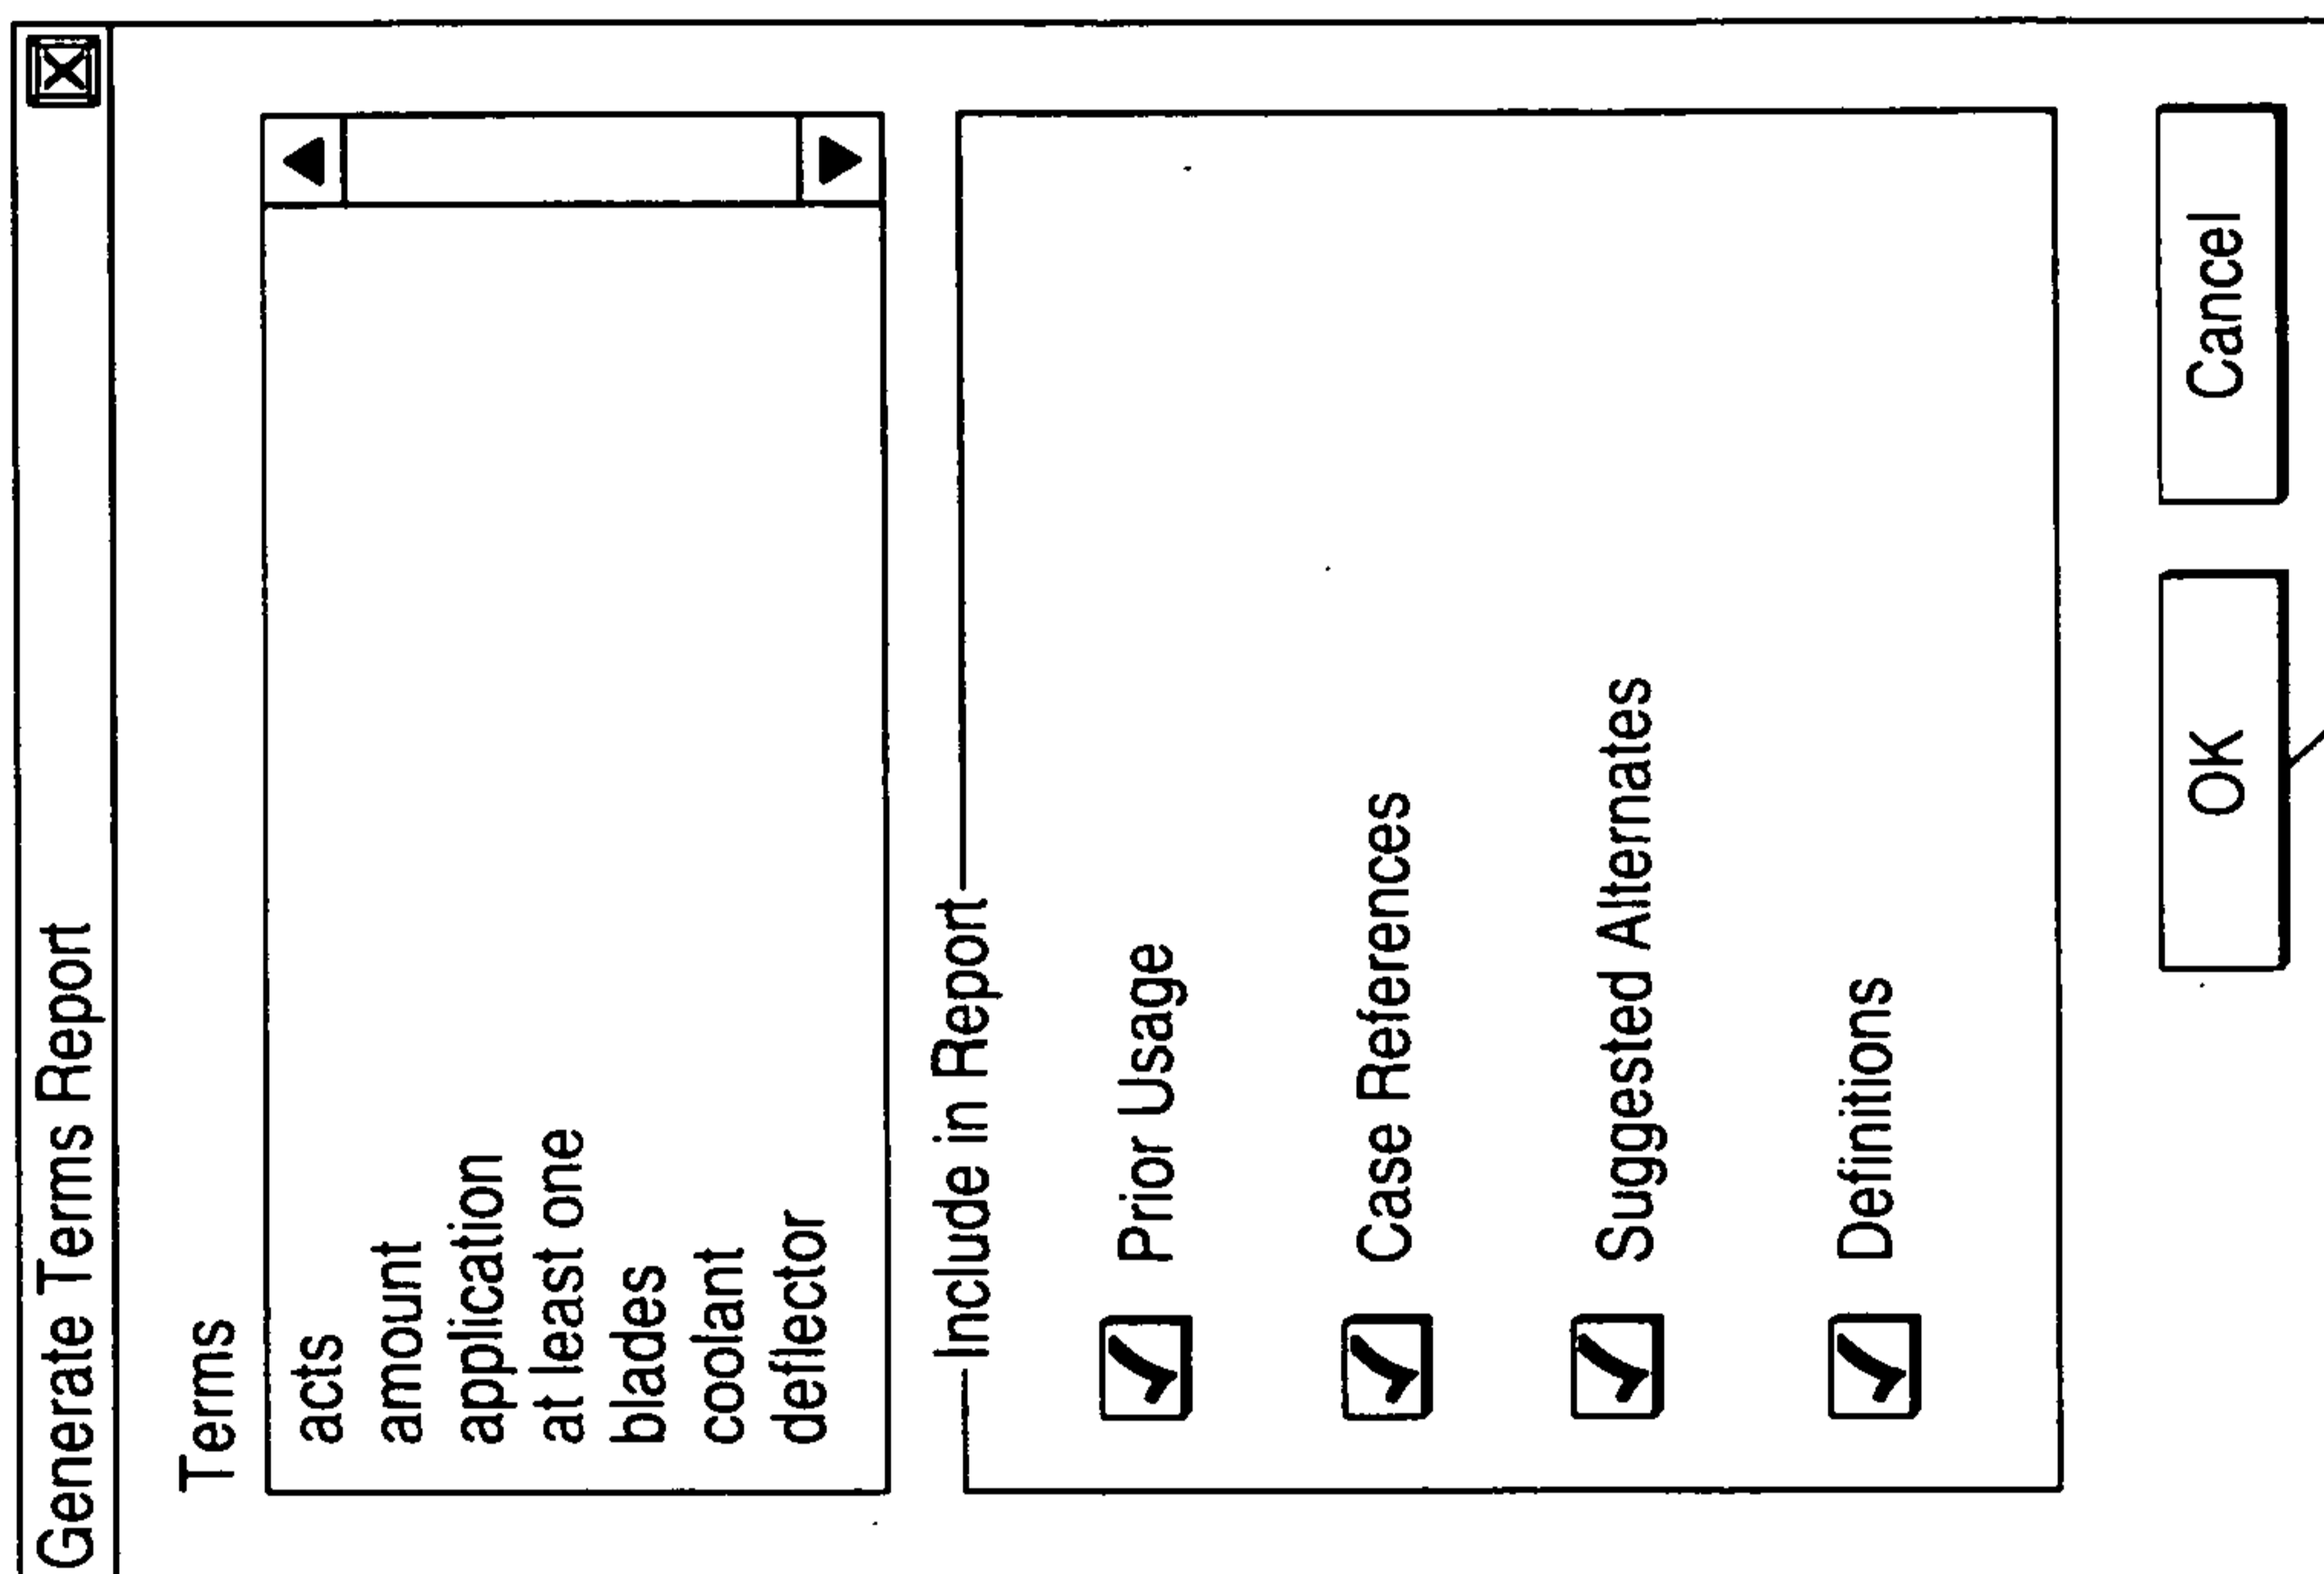 Generate Terms Report
Terms
acts
amount
application
at least one
blades
coolant
deflector
Include in Report
Prior Usage
Case References
Suggested Alternates
Definitions
OK
Cancel